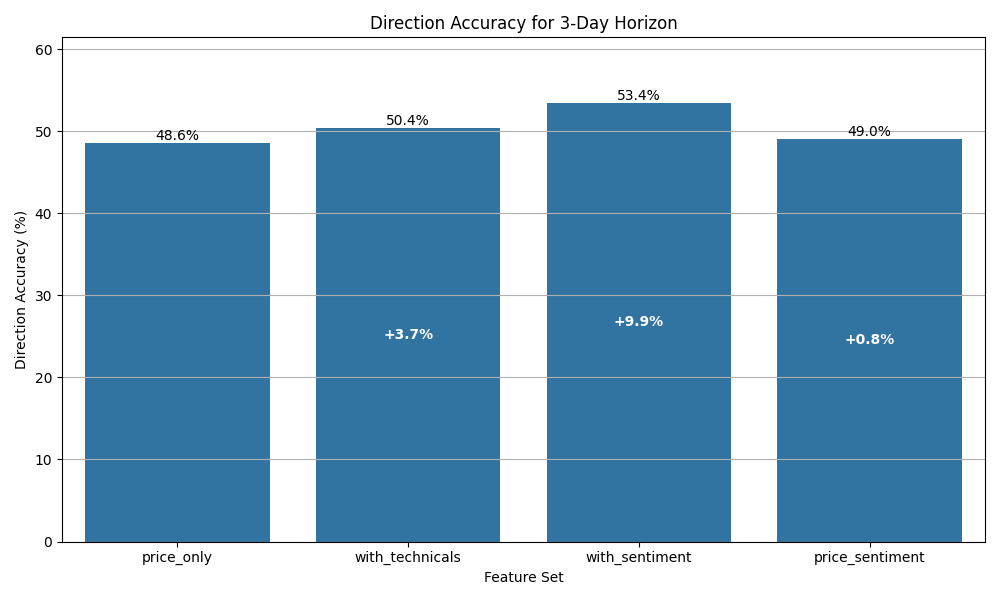 Direction Accuracy for 3-Day Horizon
Direction Accuracy (%)
60
50
40
30
20
10
0
48.6%
50.4%
53.4%
49.0%
+3.7%
+9.9%
+0.8%
price_only
with_technicals
with_sentiment
price_sentiment
Feature Set